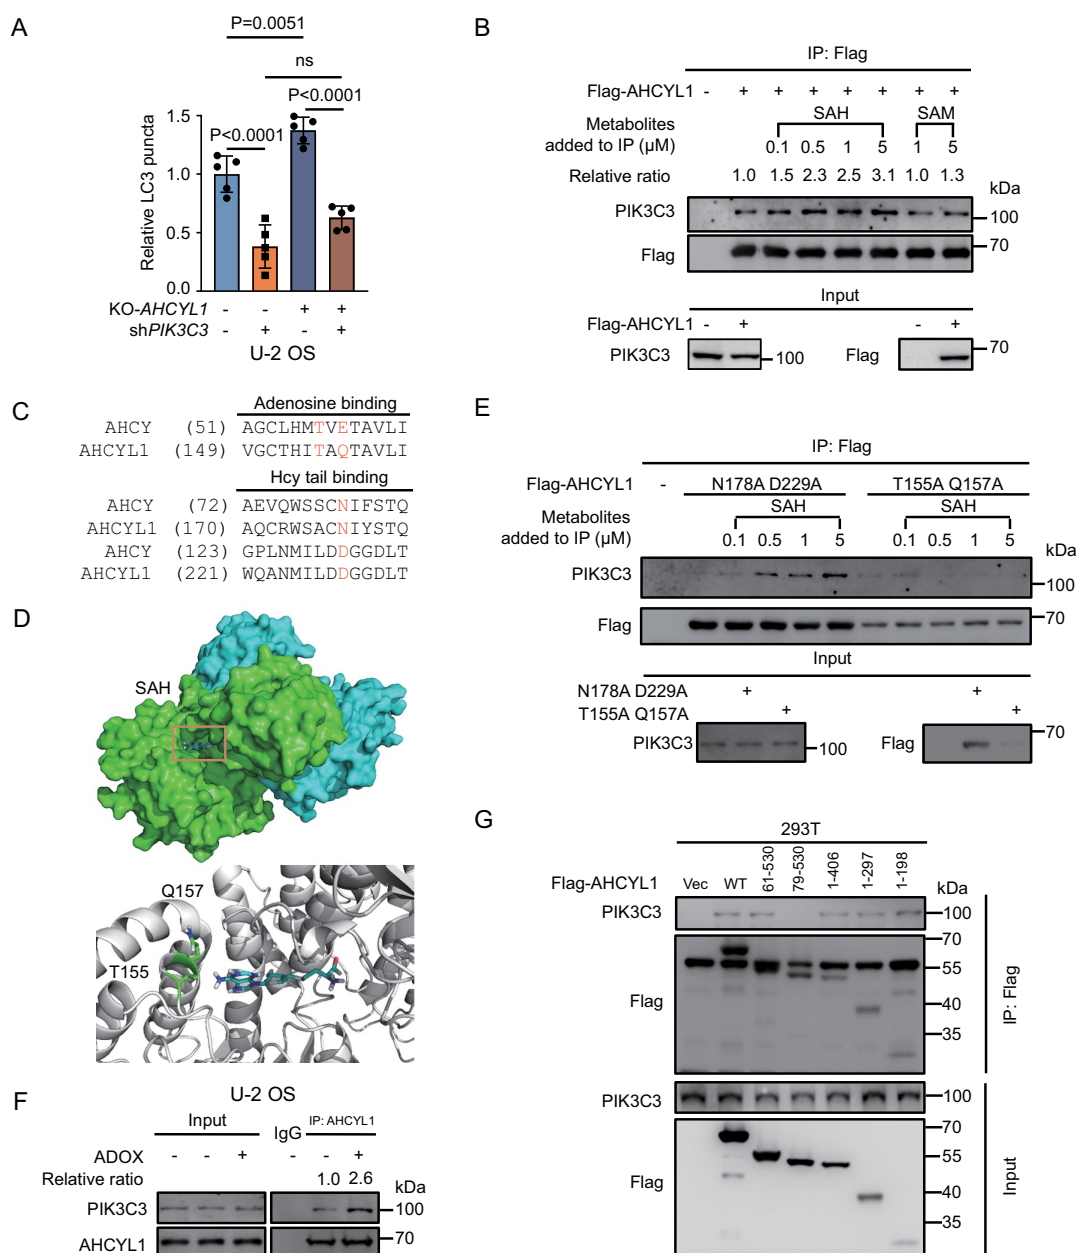 A
P=0.0051
ns
P<0.0001
P<0.0001
Relative LC3 puncta
1.5
1.0
0.5
0.0
KO-AHCYL1 - - + +
shPIK3C3 - + - +
U-2 OS
B
IP: Flag
Flag-AHCYL1 - + + + + + + +
Metabolites added to IP (μM)
SAH SAM
0.1 0.5 1 5 1 5
Relative ratio 1.0 1.5 2.3 2.5 3.1 1.0 1.3
kDa
PIK3C3 100
Flag 70
Input
Flag-AHCYL1 - + - +
PIK3C3 100 Flag 70
C
Adenosine binding
AHCY (51) AGCLHMTVETAVLI
AHCYL1 (149) VGCTHITAQTAVLI
Hcy tail binding
AHCY (72) AEVQWSSCNIFSTQ
AHCYL1 (170) AQCRWSACNIYSTQ
AHCY (123) GPLNMILDDGGDLT
AHCYL1 (221) WQANMILDDGGDLT
D
SAH
Q157
T155
E
IP: Flag
Flag-AHCYL1 - N178A D229A T155A Q157A
Metabolites added to IP (μM)
SAH SAH
0.1 0.5 1 5 0.1 0.5 1 5
kDa
PIK3C3 100
Flag 70
Input
N178A D229A + +
T155A Q157A + +
PIK3C3 100 Flag 70
F
U-2 OS
Input IgG IP: AHCYL1
ADOX - - + - - +
Relative ratio 1.0 2.6
kDa
PIK3C3 100
AHCYL1 70
G
293T
Flag-AHCYL1 Vec WT 61-530 79-530 1-406 1-297 1-198
kDa
PIK3C3 100
Flag
70
55
40
35
IP: Flag
PIK3C3 100
Flag
70
55
40
35
Input